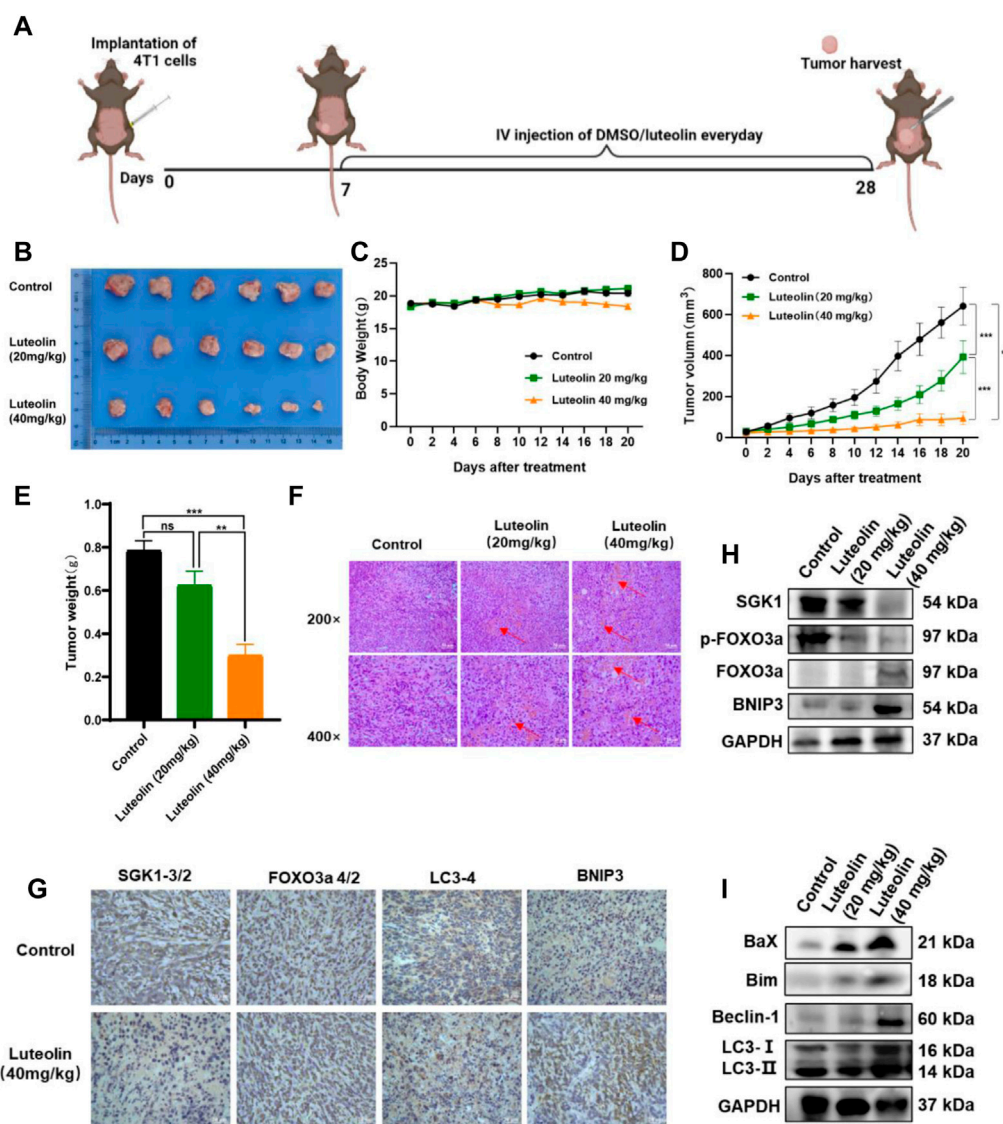 A
Implantation of
4T1 cells
Tumor harvest
IV injection of DMSO/luteolin everyday
Days
0
7
28
B
Control
Luteolin
(20mg/kg)
Luteolin
(40mg/kg)
C
25
20
15
10
5
0
Body Weight(g)
Control
Luteolin 20 mg/kg
Luteolin 40 mg/kg
0 2 4 6 8 10 12 14 16 18 20
Days after treatment
D
800
600
400
200
0
Tumor volumn(mm³)
Control
Luteolin(20 mg/kg)
Luteolin(40 mg/kg)
***
***
0 2 4 6 8 10 12 14 16 18 20
Days after treatment
E
1.0
0.8
0.6
0.4
0.2
0.0
Tumor weight(g)
***
ns
**
Control
Luteolin (20mg/kg)
Luteolin (40mg/kg)
F
Control
Luteolin
(20mg/kg)
Luteolin
(40mg/kg)
200×
400×
G
SGK1-3/2
FOXO3a 4/2
LC3-4
BNIP3
Control
Luteolin
(40mg/kg)
H
Control
Luteolin
(20 mg/kg)
Luteolin
(40 mg/kg)
SGK1 54 kDa
p-FOXO3a 97 kDa
FOXO3a 97 kDa
BNIP3 54 kDa
GAPDH 37 kDa
I
Control
Luteolin
(20 mg/kg)
Luteolin
(40 mg/kg)
BaX 21 kDa
Bim 18 kDa
Beclin-1 60 kDa
LC3-Ⅰ 16 kDa
LC3-Ⅱ 14 kDa
GAPDH 37 kDa